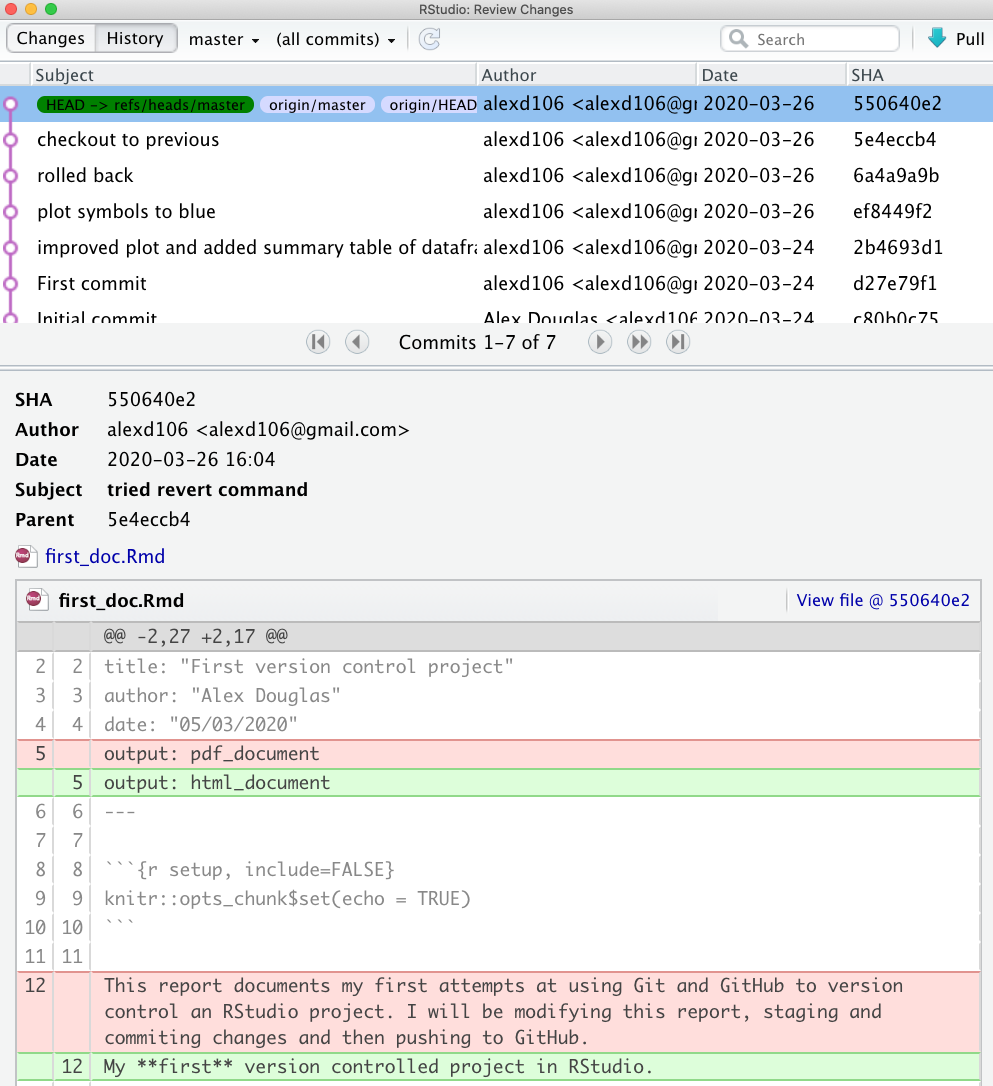 RStudio: Review Changes
Changes History master (all commits) Search Pull
Subject Author Date SHA
HEAD -> refs/heads/master origin/master origin/HEAD alexd106 <alexd106@gr 2020-03-26 550640e2
checkout to previous alexd106 <alexd106@gr 2020-03-26 5e4eccb4
rolled back alexd106 <alexd106@gr 2020-03-26 6a4a9a9b
plot symbols to blue alexd106 <alexd106@gr 2020-03-26 ef8449f2
improved plot and added summary table of datafra alexd106 <alexd106@gr 2020-03-24 2b4693d1
First commit alexd106 <alexd106@gr 2020-03-24 d27e79f1
Initial commit Alex Douglas <alexd106 2020-03-24 c80b0c75
Commits 1-7 of 7
SHA 550640e2
Author alexd106 <alexd106@gmail.com>
Date 2020-03-26 16:04
Subject tried revert command
Parent 5e4eccb4
first_doc.Rmd
first_doc.Rmd View file @ 550640e2
@@ -2,27 +2,17 @@
2 2 title: "First version control project"
3 3 author: "Alex Douglas"
4 4 date: "05/03/2020"
5 output: pdf_document
5 output: html_document
6 6 ---
7 7
8 8 ```{r setup, include=FALSE}
9 9 knitr::opts_chunk$set(echo = TRUE)
10 10 ```
11 11
12 This report documents my first attempts at using Git and GitHub to version
control an RStudio project. I will be modifying this report, staging and
commiting changes and then pushing to GitHub.
12 My **first** version controlled project in RStudio.